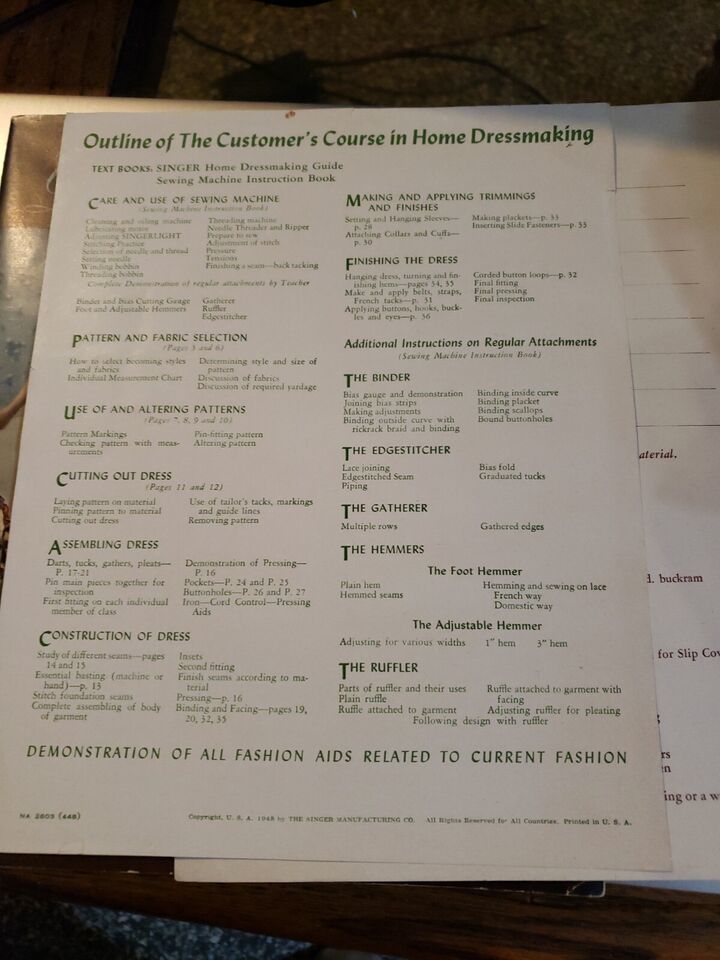 Outline of The Customer's Course in Home Dressmaking
TEXT BOOKS: SINGER Home Dressmaking Guide
Sewing Machine Instruction Book
CARE AND USE OF SEWING MACHINE
(Sewing Machine Instruction Book)
Cleaning and oiling machine
Lubricating motor
Adjusting SINGERLIGHT
Stitching Practice
Selection of needle and thread
Setting needle
Winding bobbin
Threading bobbin
Threading machine
Needle Threader and Ripper
Prepare to sew
Adjustment of stitch
Pressure
Tensions
Finishing a seam—back tacking
Complete Demonstration of regular attachments by Teacher
Binder and Bias Cutting Gauge
Foot and Adjustable Hemmers
Gatherer
Ruffler
Edgestitcher
PATTERN AND FABRIC SELECTION
(Pages 5 and 6)
How to select becoming styles
and fabrics
Individual Measurement Chart
Determining style and size of
pattern
Discussion of fabrics
Discussion of required yardage
USE OF AND ALTERING PATTERNS
(Pages 7, 8, 9 and 10)
Pattern Markings
Checking pattern with meas-
urements
Pin-fitting pattern
Altering pattern
CUTTING OUT DRESS
(Pages 11 and 12)
Laying pattern on material
Pinning pattern to material
Cutting out dress
Use of tailor's tacks, markings
and guide lines
Removing pattern
ASSEMBLING DRESS
Darts, tucks, gathers, pleats—
P. 17-21
Pin main pieces together for
inspection
First fitting on each individual
member of class
Demonstration of Pressing—
P. 16
Pockets—P. 24 and P. 25
Buttonholes—P. 26 and P. 27
Iron—Cord Control—Pressing
Aids
CONSTRUCTION OF DRESS
Study of different seams—pages
14 and 15
Essential basting (machine or
hand)—p. 13
Stitch foundation seams
Complete assembling of body
of garment
Insets
Second fitting
Finish seams according to ma-
terial
Pressing—p. 16
Binding and Facing—pages 19,
20, 32, 35
MAKING AND APPLYING TRIMMINGS
AND FINISHES
Setting and Hanging Sleeves—
p. 28
Attaching Collars and Cuffs—
p. 30
Making plackets—p. 33
Inserting Slide Fasteners—p. 33
FINISHING THE DRESS
Hanging dress, turning and fin-
ishing hems—pages 34, 35
Make and apply belts, straps,
French tacks—p. 31
Applying buttons, hooks, buck-
les and eyes—p. 36
Corded button loops—p. 32
Final fitting
Final pressing
Final inspection
Additional Instructions on Regular Attachments
(Sewing Machine Instruction Book)
THE BINDER
Bias gauge and demonstration
Joining bias strips
Making adjustments
Binding outside curve with
rickrack braid and binding
Binding inside curve
Binding placket
Binding scallops
Bound buttonholes
THE EDGESTITCHER
Lace joining
Edgestitched Seam
Piping
Bias fold
Graduated tucks
THE GATHERER
Multiple rows
Gathered edges
THE HEMMERS
The Foot Hemmer
Plain hem
Hemmed seams
Hemming and sewing on lace
French way
Domestic way
The Adjustable Hemmer
Adjusting for various widths 1" hem 3" hem
THE RUFFLER
Parts of ruffler and their uses
Plain ruffle
Ruffle attached to garment
Ruffle attached to garment with
facing
Adjusting ruffler for pleating
Following design with ruffler
DEMONSTRATION OF ALL FASHION AIDS RELATED TO CURRENT FASHION
NA 2603 (448)
Copyright, U. S. A. 1948 by THE SINGER MANUFACTURING CO. All Rights Reserved for All Countries. Printed in U. S. A.
aterial.
buckram
for Slip Cov
ing or a w